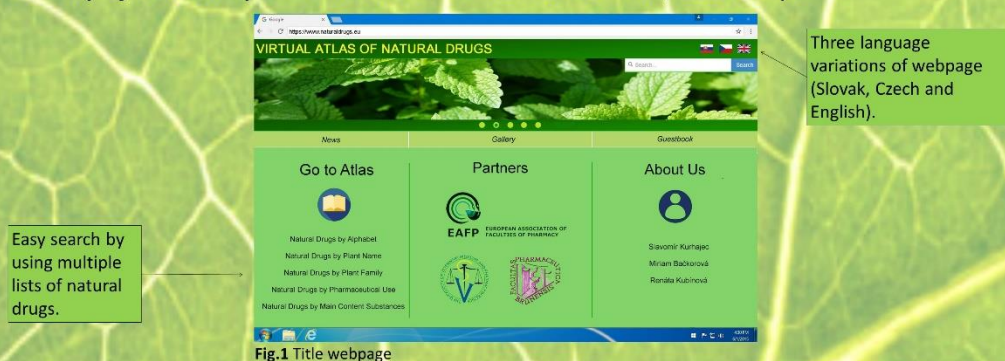 Google
https://www.naturaldrugs.eu
VIRTUAL ATLAS OF NATURAL DRUGS
Search...
Search
News
Gallery
Guestbook
Go to Atlas
Natural Drugs by Alphabet
Natural Drugs by Plant Name
Natural Drugs by Plant Family
Natural Drugs by Pharmaceutical Use
Natural Drugs by Main Content Substances
Partners
EAFP
EUROPEAN ASSOCIATION OF
FACULTIES OF PHARMACY
About Us
Slavomír Kurhajec
Miriam Bačkorová
Renáta Kubínová
Three language
variations of webpage
(Slovak, Czech and
English).
Easy search by
using multiple
lists of natural
drugs.
Fig.1 Title webpage